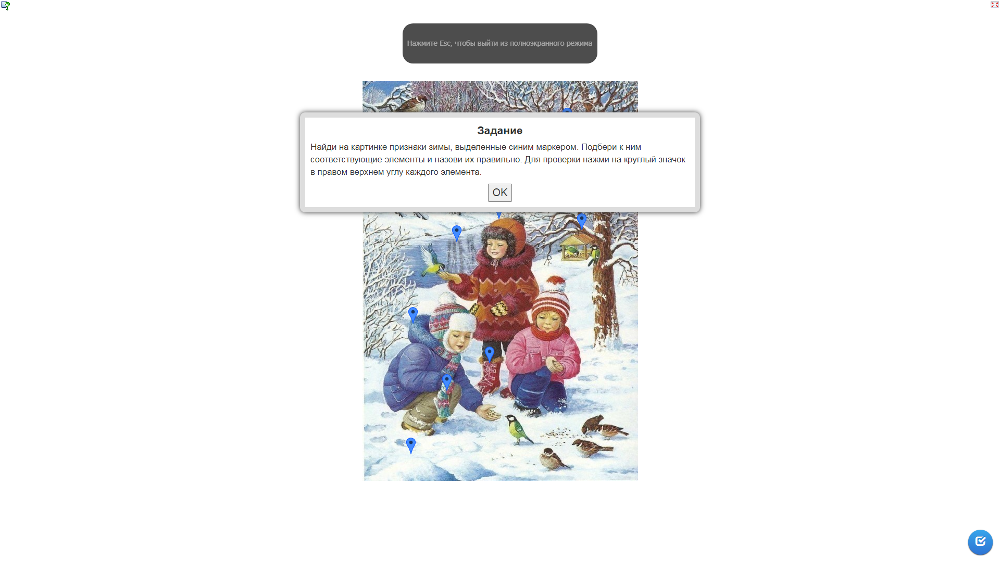 Нажмите Esc, чтобы выйти из полноэкранного режима
Задание
Найди на картинке признаки зимы, выделенные синим маркером. Подбери к ним
соответствующие элементы и назови их правильно. Для проверки нажми на круглый значок
в правом верхнем углу каждого элемента.
OK